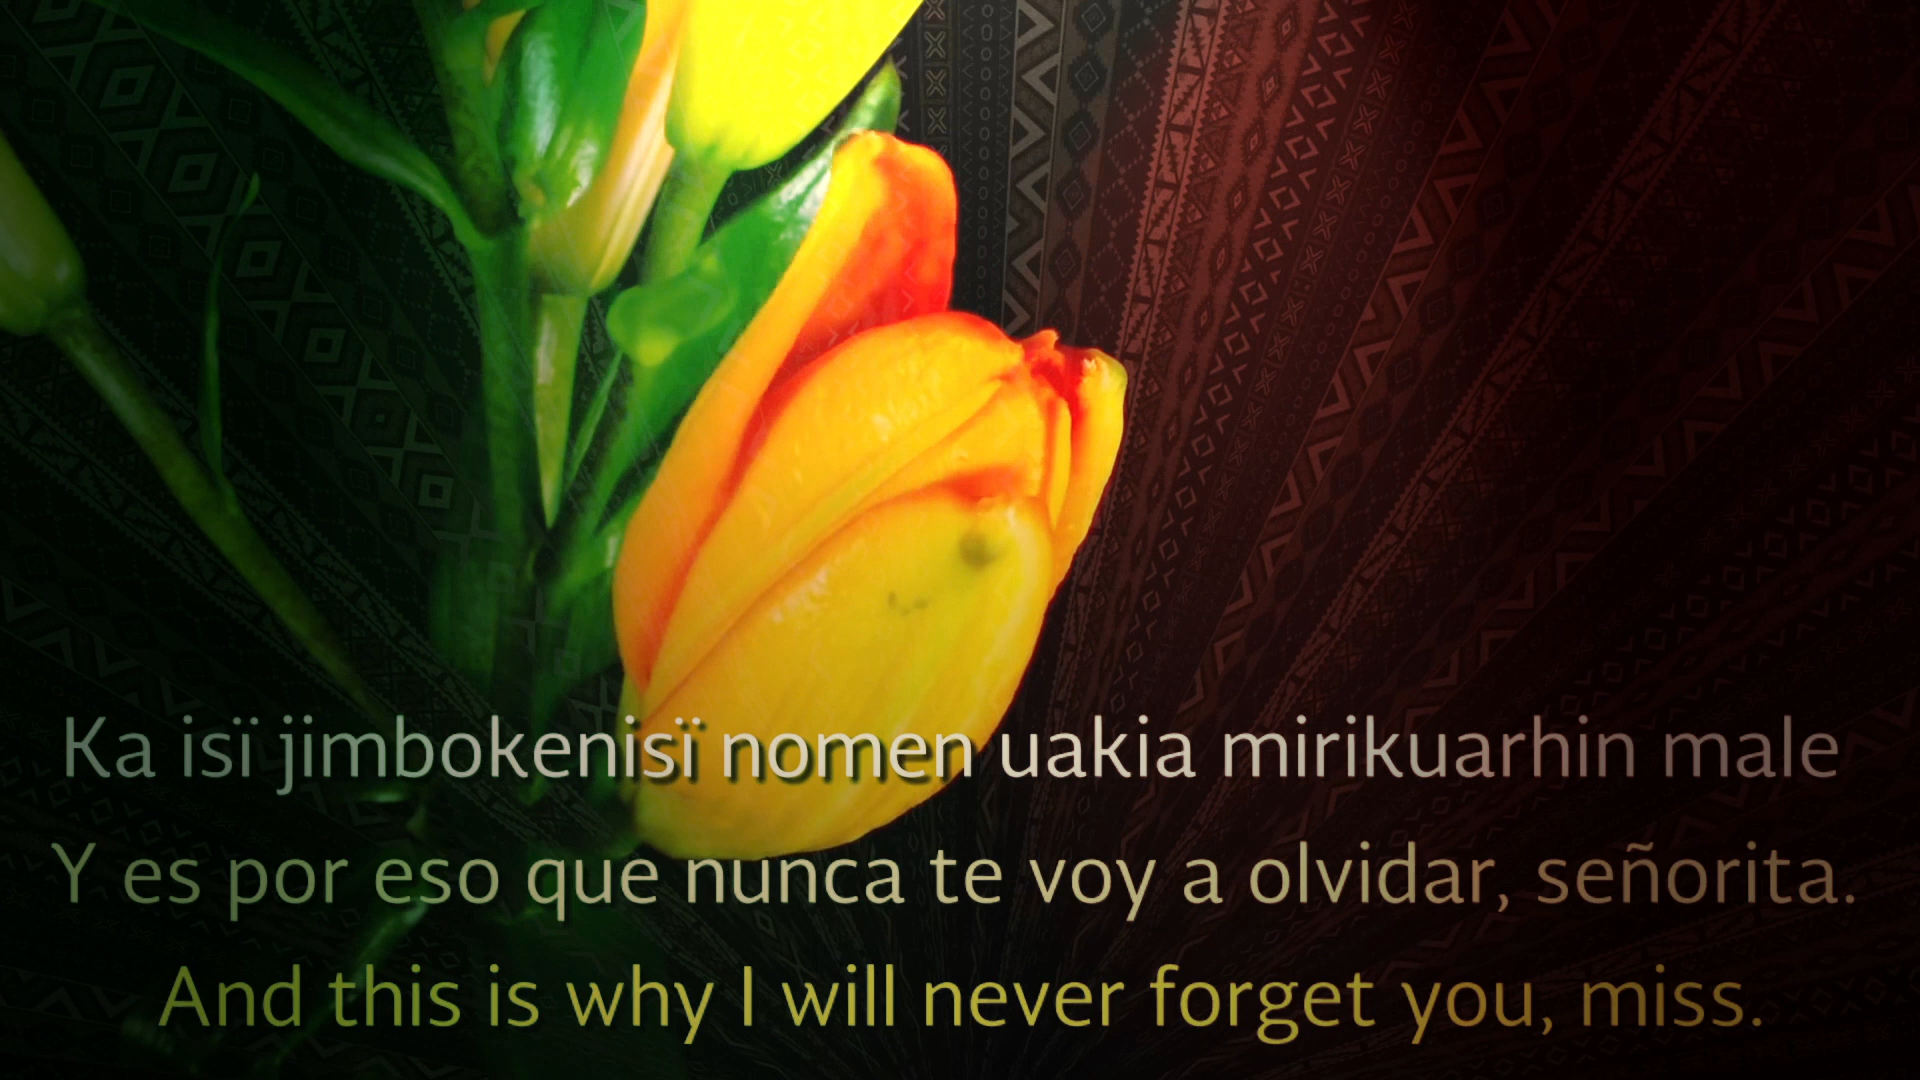 Ka isï jimbokenisï nomen uakia mirikuarhin male
Y es por eso que nunca te voy a olvidar, señorita.
And this is why I will never forget you, miss.